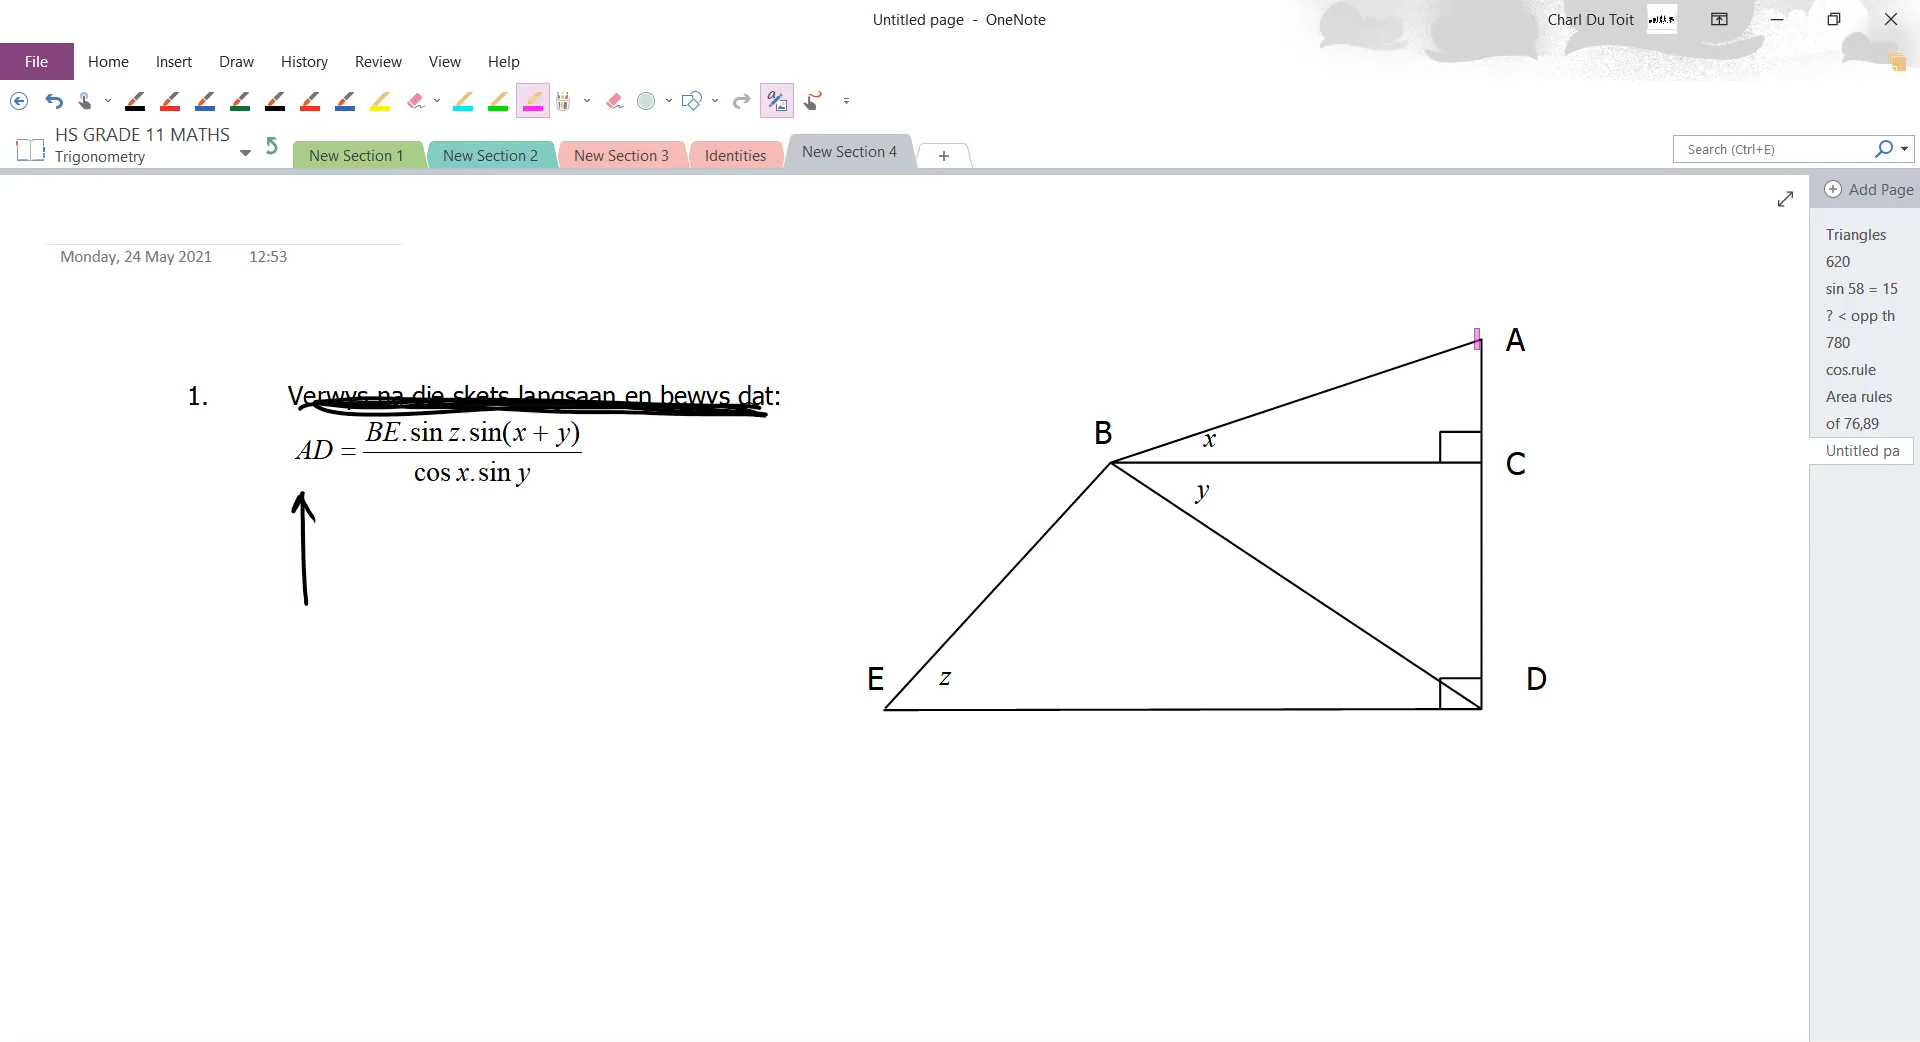 Untitled page - OneNote
Charl Du Toit
File Home Insert Draw History Review View Help
HS GRADE 11 MATHS
Trigonometry
New Section 1
New Section 2
New Section 3
Identities
New Section 4
+
Search (Ctrl+E)
Add Page
Triangles
620
sin 58 = 15
? < opp th
780
cos.rule
Area rules
of 76,89
Untitled pa
Monday, 24 May 2021 12:53
1. Verwys na die skets langsaan en bewys dat:
AD = BE.sin z.sin(x + y)
cos x.sin y
A
B
x
C
y
E
z
D